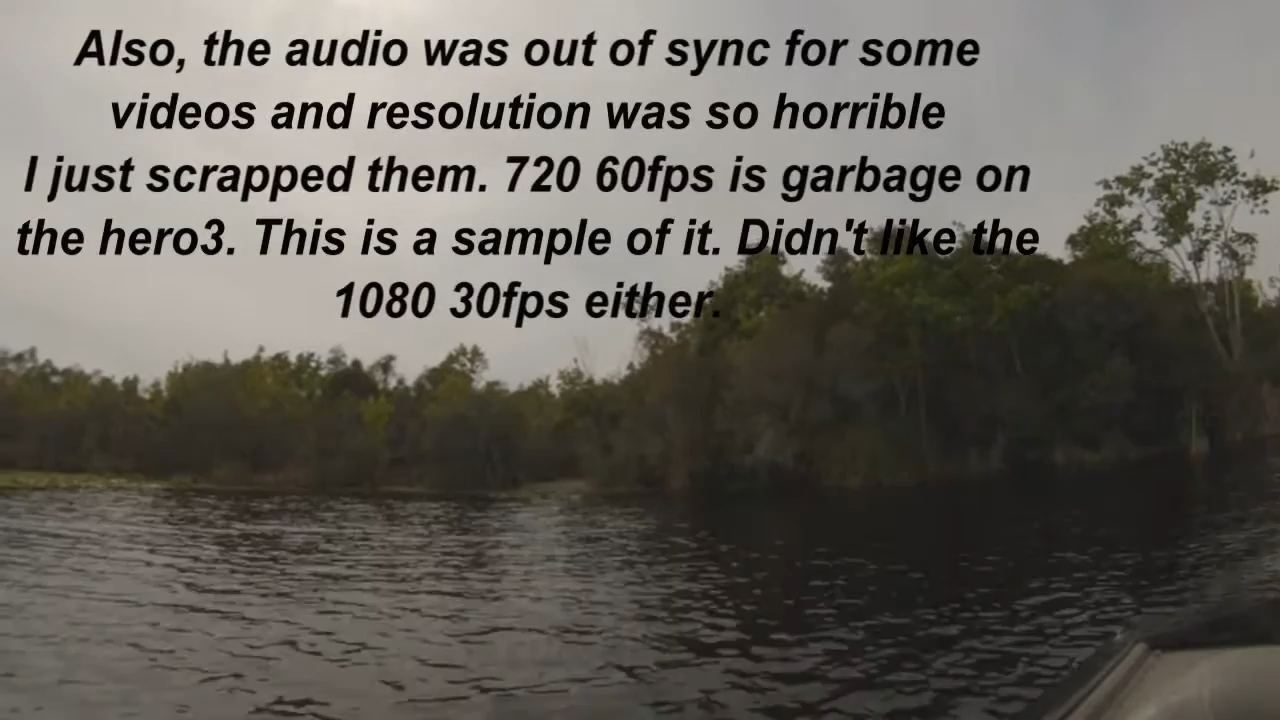 Also, the audio was out of sync for some
videos and resolution was so horrible
I just scrapped them. 720 60fps is garbage on
the hero3. This is a sample of it. Didn't like the
1080 30fps either.